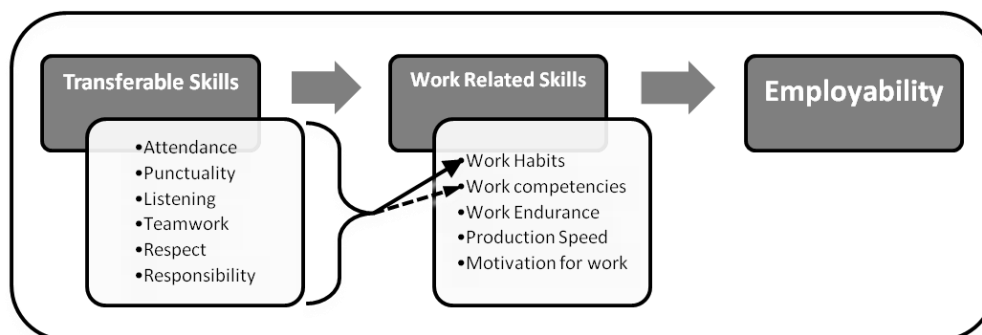 Transferable Skills
•Attendance
•Punctuality
•Listening
•Teamwork
•Respect
•Responsibility
Work Related Skills
•Work Habits
•Work competencies
•Work Endurance
•Production Speed
•Motivation for work
Employability